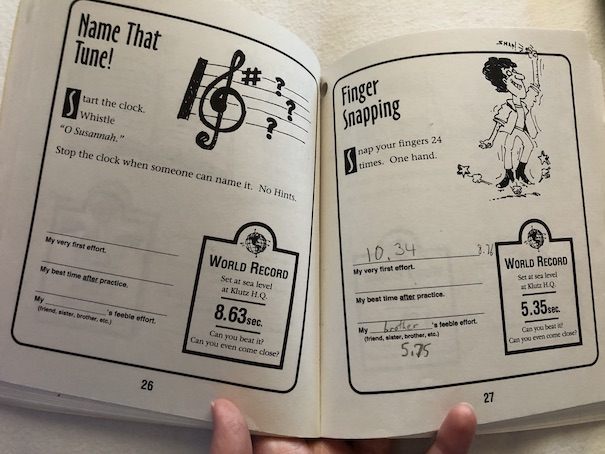 Name That
Tune!
Start the clock.
Whistle
"O Susannah."
Stop the clock when someone can name it. No Hints.
My very first effort.
My best time after practice.
My 's feeble effort.
(friend, sister, brother, etc.)
WORLD RECORD
Set at sea level
at Klutz H.Q.
8.63 sec.
Can you beat it?
Can you even come close?
26
SNAP!
Finger
Snapping
Snap your fingers 24
times. One hand.
10.34
My very first effort.
My best time after practice.
My brother 's feeble effort.
(friend, sister, brother, etc.)
5.75
WORLD RECORD
Set at sea level
at Klutz H.Q.
5.35 sec.
Can you beat it?
Can you even come close?
27